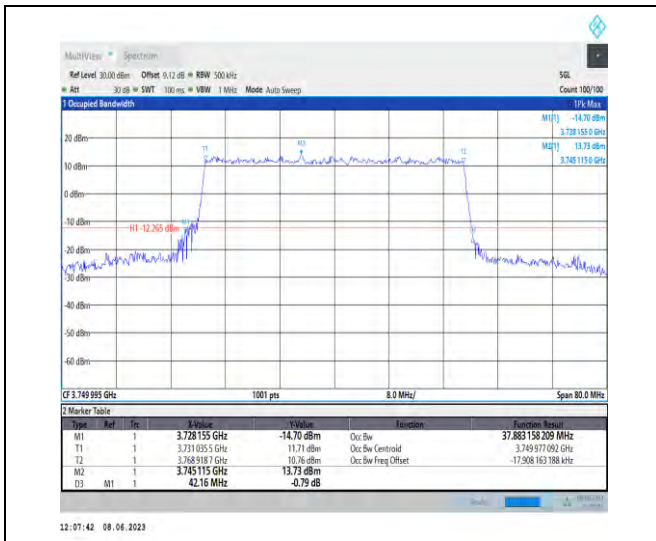 MultiView Spectrum
Ref Level 30.00 dBm Offset 9.12 dB RBW 500 kHz SGL
Att 30 dB SWT 100 ms VBW 1 MHz Mode Auto Sweep Count 100/100
1 Occupied Bandwidth 1Pk Max
M1[1] -14.70 dBm
3.728 155 0 GHz
M2[1] 13.73 dBm
3.745 115 0 GHz
20 dBm
T1 M2 T2
10 dBm
0 dBm
-10 dBm
H1 -12.265 dBm M1
-20 dBm
-30 dBm
-40 dBm
-50 dBm
-60 dBm
CF 3.749 995 GHz 1001 pts 8.0 MHz/ Span 80.0 MHz
2 Marker Table
Type Ref Trc X-Value Y-Value Function Function Result
M1 1 3.728 155 GHz -14.70 dBm Occ Bw 37.883 158 209 MHz
T1 1 3.731 035 5 GHz 11.71 dBm Occ Bw Centroid 3.749 977 092 GHz
T2 1 3.768 918 7 GHz 10.76 dBm Occ Bw Freq Offset -17.908 163 188 kHz
M2 1 3.745 115 GHz 13.73 dBm
D3 M1 1 42.16 MHz -0.79 dB
12:07:42 08.06.2023